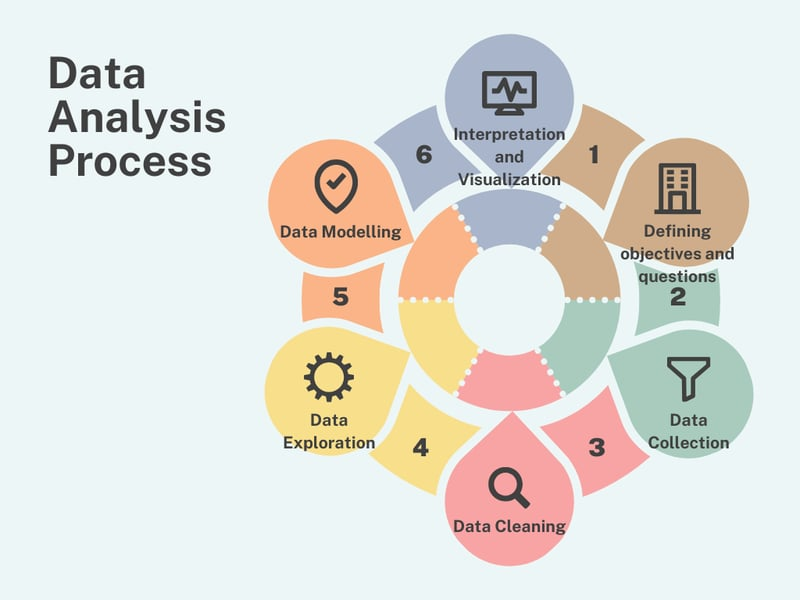 Data
Analysis
Process
1
Defining
objectives and
questions
2
Data
Collection
3
Data Cleaning
4
Data
Exploration
5
Data Modelling
6
Interpretation
and
Visualization